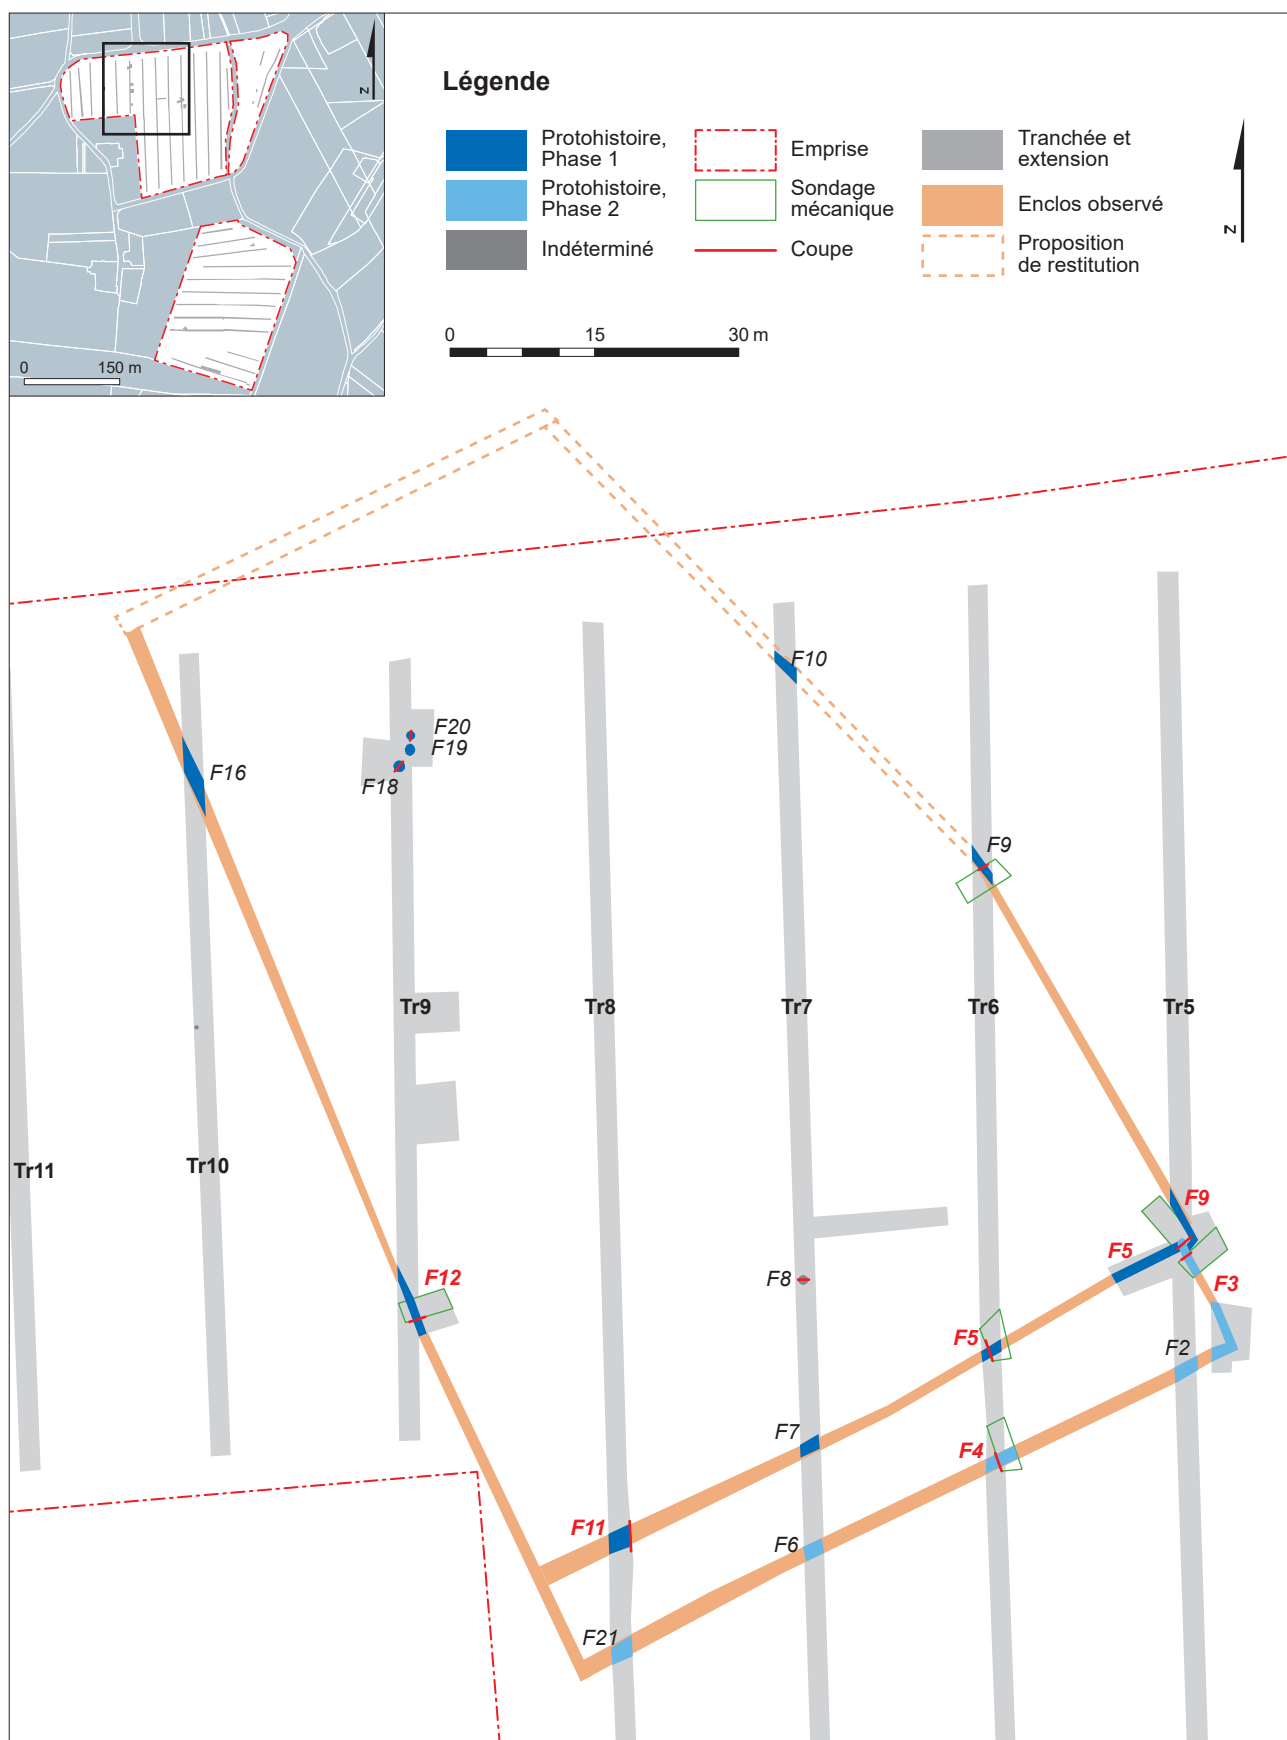 N
0 150 m
Légende
Protohistoire,
Phase 1
Protohistoire,
Phase 2
Indéterminé
Emprise
Sondage
mécanique
Coupe
Tranchée et
extension
Enclos observé
Proposition
de restitution
N
0 15 30 m
F10
F20
F19
F18
F16
F9
Tr9
Tr8
Tr7
Tr6
Tr5
Tr11
Tr10
F9
F5
F12
F8
F3
F5
F2
F7
F4
F11
F6
F21